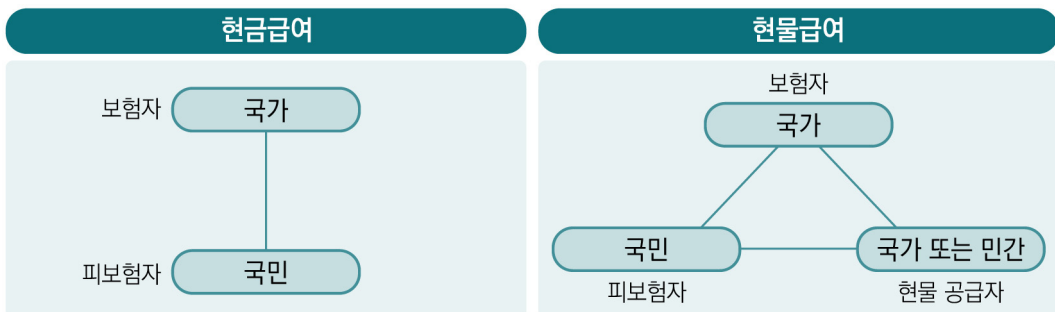 현금급여
보험자
국가
피보험자
국민
현물급여
보험자
국가
국민
피보험자
국가 또는 민간
현물 공급자